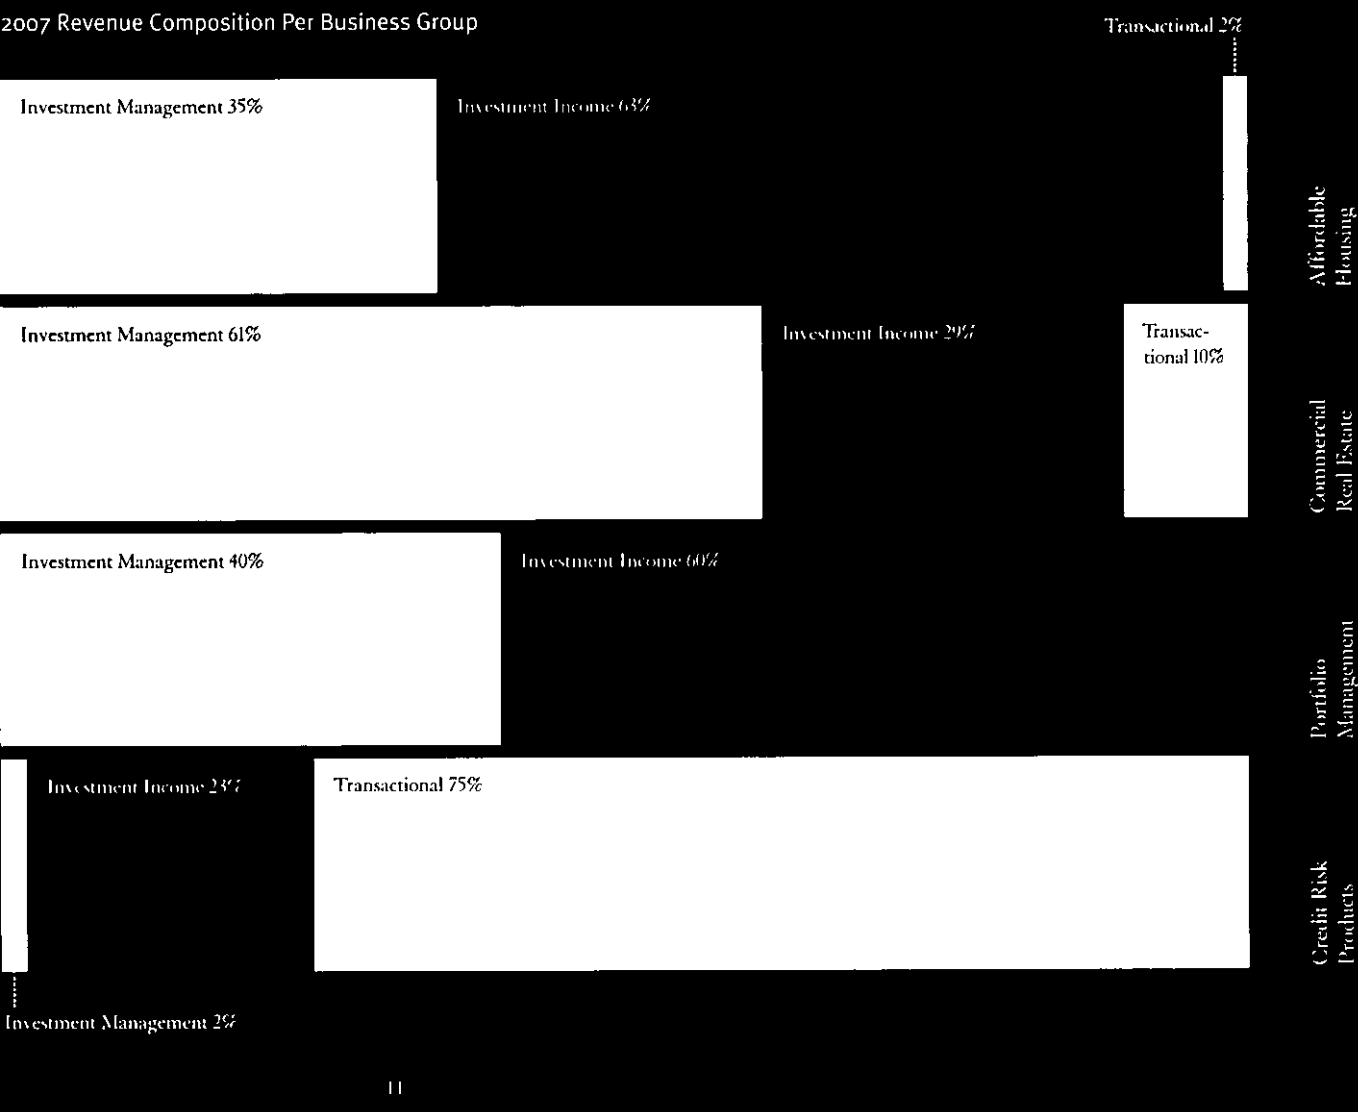 2007 Revenue Composition Per Business Group
Transactional 2%
Investment Management 35%
Investment Income 63%
Affordable
Housing
Investment Management 61%
Investment Income 29%
Transac-
tional 10%
Commercial
Real Estate
Investment Management 40%
Investment Income 60%
Portfolio
Management
Investment Income 23%
Transactional 75%
Credit Risk
Products
Investment Management 2%
11